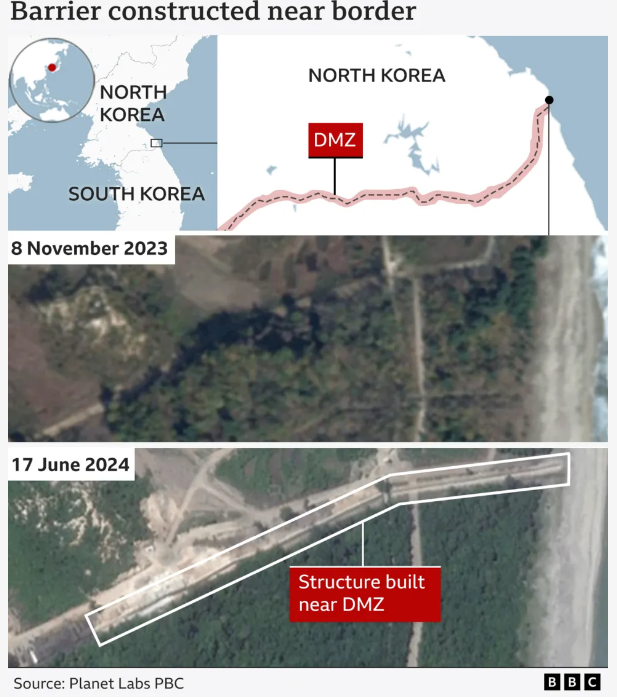 Barrier constructed near border
NORTH
KOREA
SOUTH KOREA
NORTH KOREA
DMZ
8 November 2023
17 June 2024
Structure built
near DMZ
Source: Planet Labs PBC
BBC